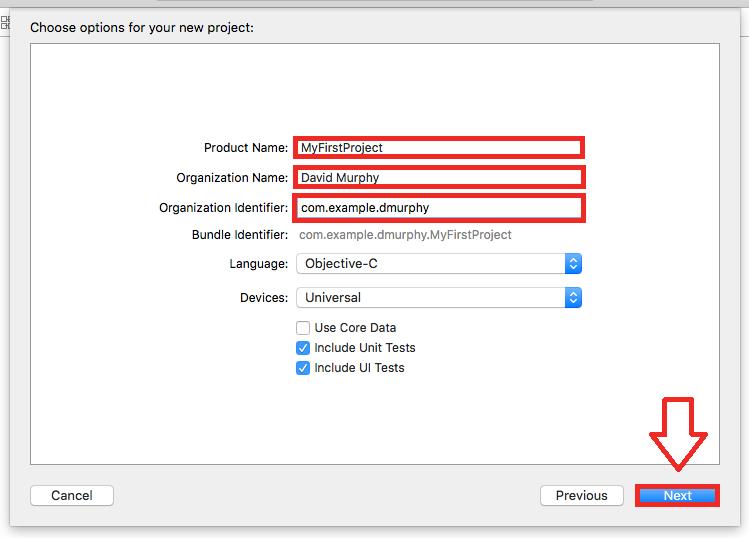 Choose options for your new project:
Product Name: MyFirstProject
Organization Name: David Murphy
Organization Identifier: com.example.dmurphy
Bundle Identifier: com.example.dmurphy.MyFirstProject
Language: Objective-C
Devices: Universal
Use Core Data
Include Unit Tests
Include UI Tests
Cancel Previous Next